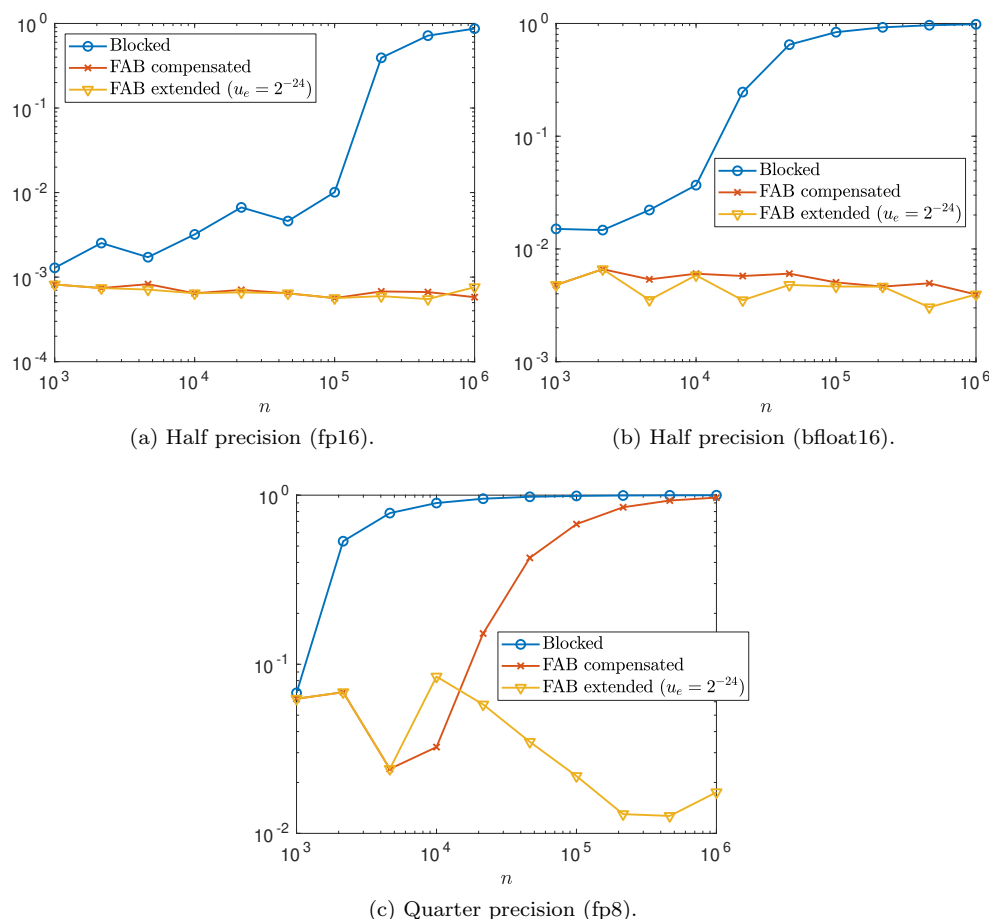 10^0
10^-1
10^-2
10^-3
10^-4
10^3
10^4
10^5
10^6
n
Blocked
FAB compensated
FAB extended (u_e = 2^-24)
(a) Half precision (fp16).
10^0
10^-1
10^-2
10^-3
10^3
10^4
10^5
10^6
n
Blocked
FAB compensated
FAB extended (u_e = 2^-24)
(b) Half precision (bfloat16).
10^0
10^-1
10^-2
10^3
10^4
10^5
10^6
n
Blocked
FAB compensated
FAB extended (u_e = 2^-24)
(c) Quarter precision (fp8).